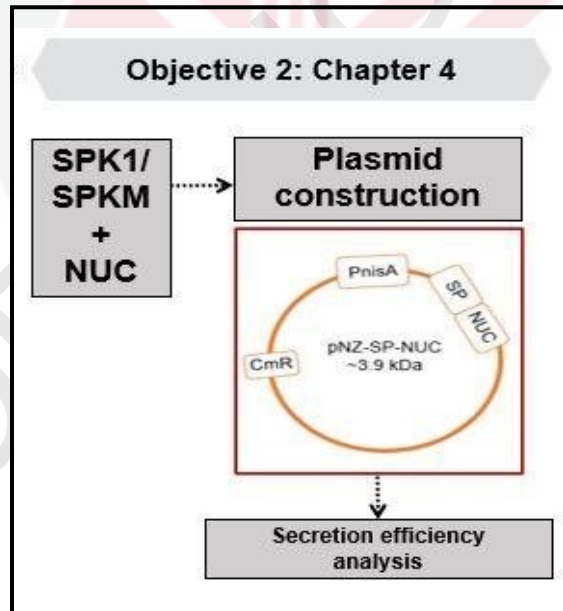 Objective 2: Chapter 4
SPK1/
SPKM
+
NUC
Plasmid
construction
PnisA
SP
NUC
pNZ-SP-NUC
~3.9 kDa
CmR
Secretion efficiency
analysis